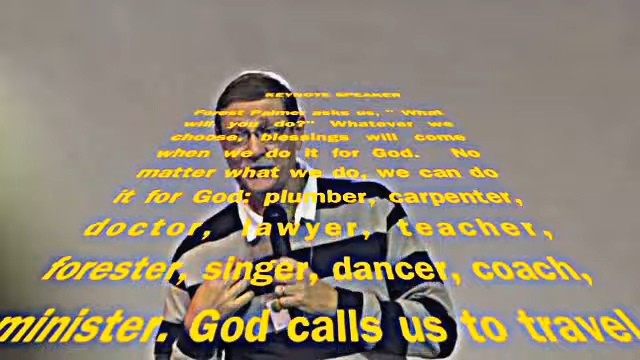 KEYNOTE SPEAKER
Forest Palmer asks us, " What
will you do?" Whatever we
choose, blessings will come
when we do it for God. No
matter what we do, we can do
it for God: plumber, carpenter,
doctor, lawyer, teacher,
forester, singer, dancer, coach,
minister. God calls us to travel